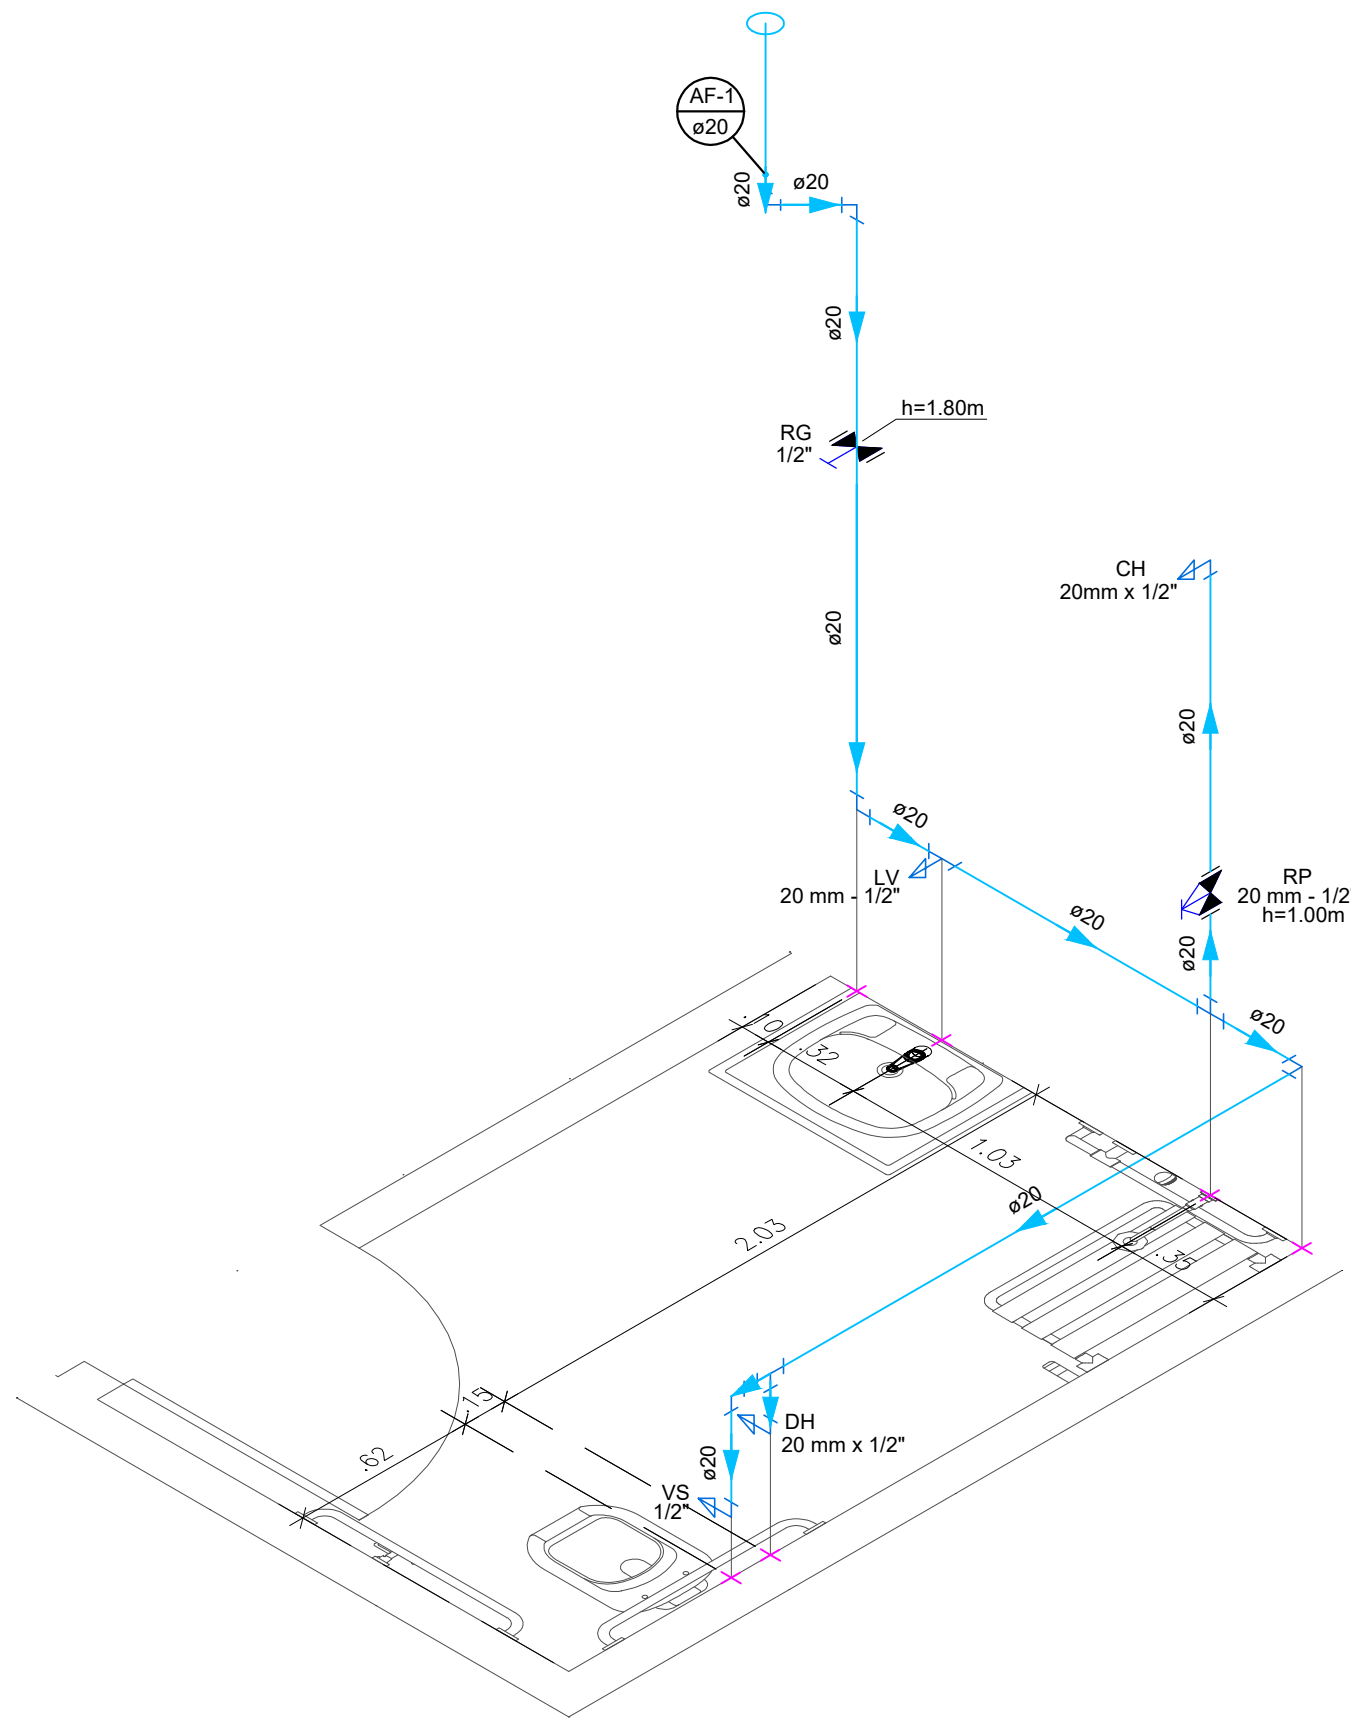 AF-1
ø20
ø20
ø20
ø20
h=1.80m
RG
1/2"
CH
20mm x 1/2"
ø20
ø20
ø20
LV
20 mm - 1/2"
RP
20 mm - 1/2
h=1.00m
ø20
ø20
ø20
.10
.32
1.03
ø20
2.03
.35
.15
.62
DH
20 mm x 1/2"
ø20
VS
1/2"